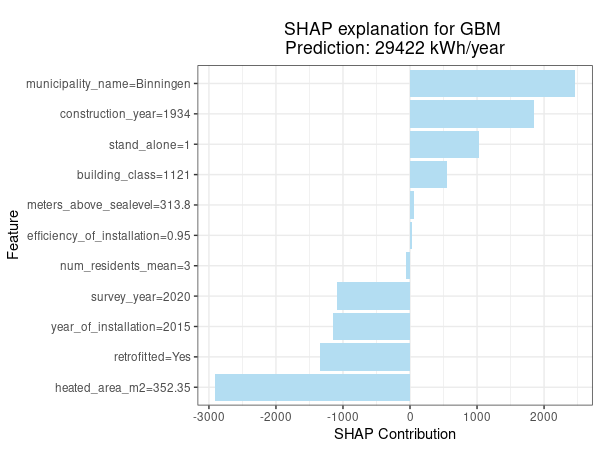 SHAP explanation for GBM
Prediction: 29422 kWh/year
Feature
municipality_name=Binningen
construction_year=1934
stand_alone=1
building_class=1121
meters_above_sealevel=313.8
efficiency_of_installation=0.95
num_residents_mean=3
survey_year=2020
year_of_installation=2015
retrofitted=Yes
heated_area_m2=352.35
-3000 -2000 -1000 0 1000 2000
SHAP Contribution